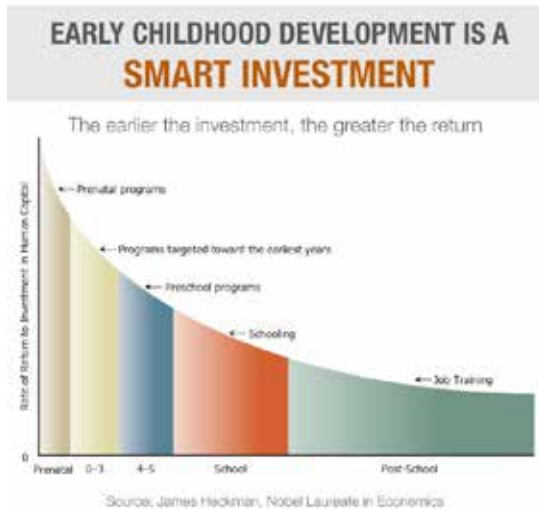 EARLY CHILDHOOD DEVELOPMENT IS A
SMART INVESTMENT
The earlier the investment, the greater the return
Rate of Return to Investment in Human Capital
Prenatal programs
Programs targeted toward the earliest years
Preschool programs
Schooling
Job Training
0
Prenatal 0-3 4-5 School Post-School
Source: James Heckman, Nobel Laureate in Economics